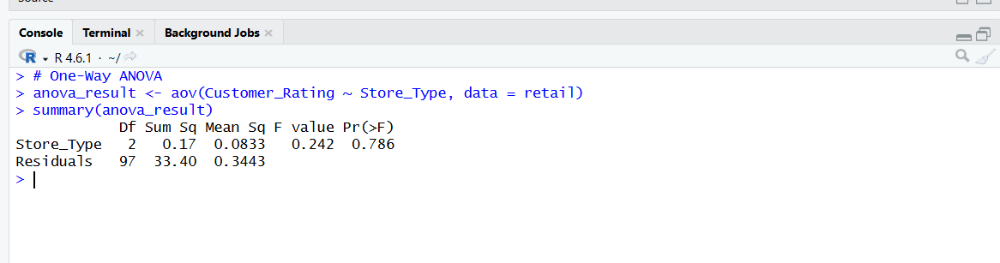 Source
Console Terminal Background Jobs
R R 4.6.1 · ~/
> # One-Way ANOVA
> anova_result <- aov(Customer_Rating ~ Store_Type, data = retail)
> summary(anova_result)
            Df Sum Sq Mean Sq F value Pr(>F)
Store_Type   2   0.17  0.0833   0.242  0.786
Residuals   97  33.40  0.3443
>